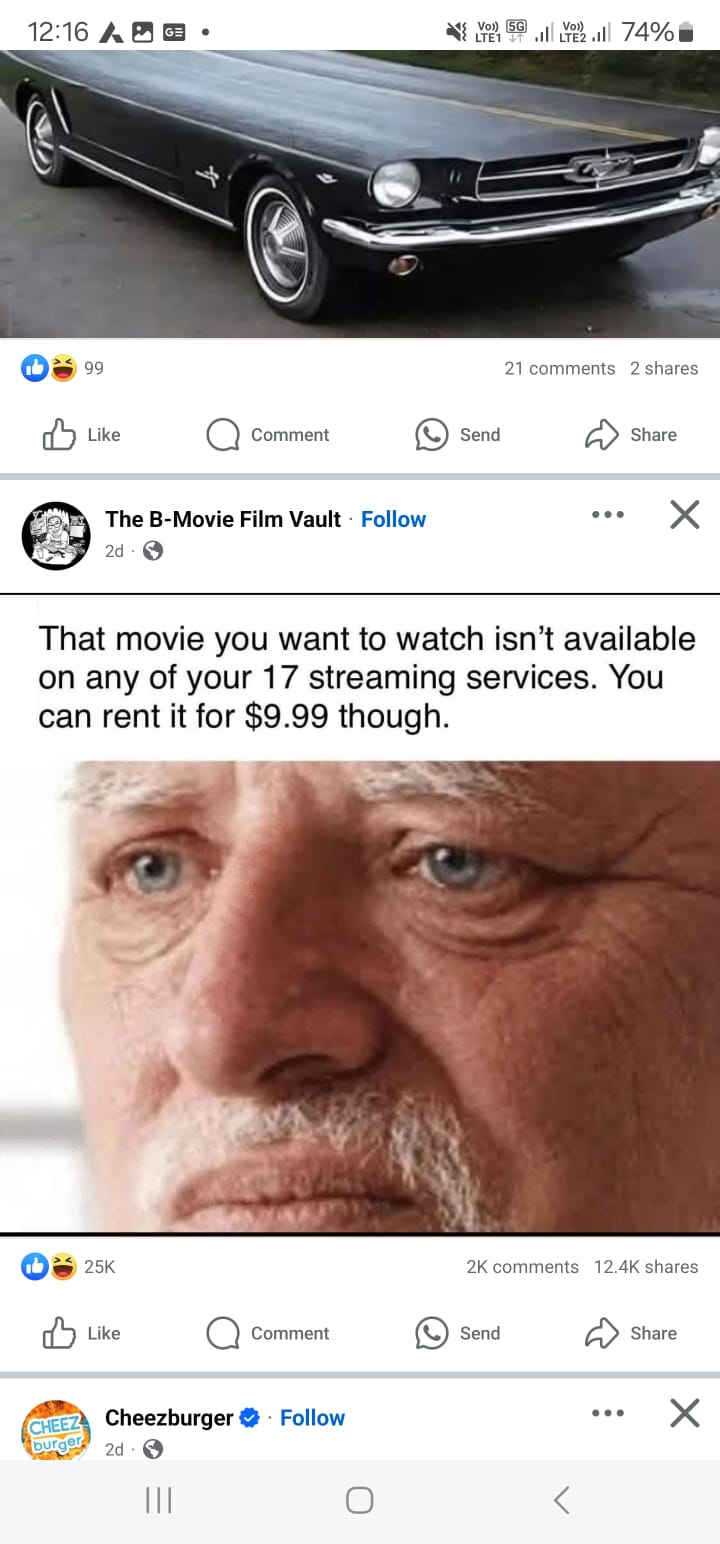 12:16 GE Vo)) LTE1 5G Vo)) LTE2 74%
99 21 comments 2 shares
Like Comment Send Share
The B-Movie Film Vault · Follow
2d ·
That movie you want to watch isn’t available
on any of your 17 streaming services. You
can rent it for $9.99 though.
25K 2K comments 12.4K shares
Like Comment Send Share
CHEEZ
burger
Cheezburger · Follow
2d ·